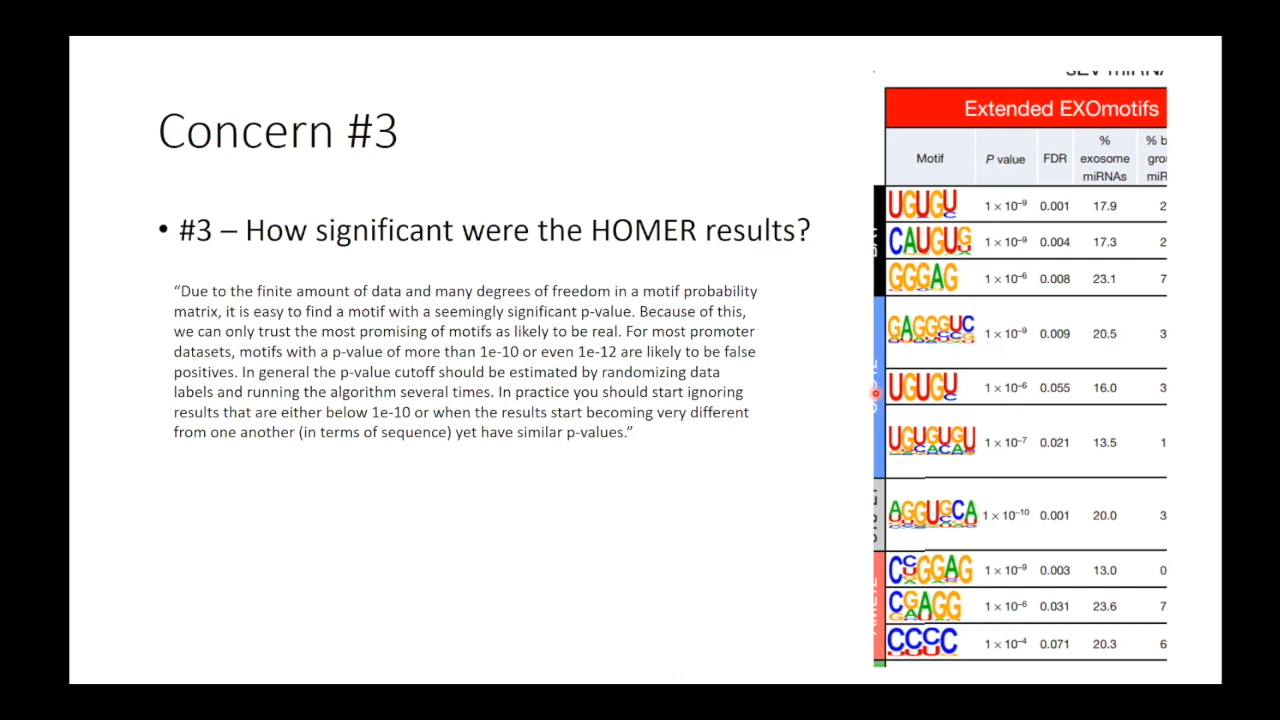 Concern #3
• #3 – How significant were the HOMER results?
“Due to the finite amount of data and many degrees of freedom in a motif probability
matrix, it is easy to find a motif with a seemingly significant p-value. Because of this,
we can only trust the most promising of motifs as likely to be real. For most promoter
datasets, motifs with a p-value of more than 1e-10 or even 1e-12 are likely to be false
positives. In general the p-value cutoff should be estimated by randomizing data
labels and running the algorithm several times. In practice you should start ignoring
results that are either below 1e-10 or when the results start becoming very different
from one another (in terms of sequence) yet have similar p-values.”
Extended EXOmotifs
Motif P value FDR % exosome miRNAs %
UGUGU 1 × 10⁻⁹ 0.001 17.9 2
CAUGUG 1 × 10⁻⁹ 0.004 17.3 2
GGGAG 1 × 10⁻⁶ 0.008 23.1 7
GAGGGUC 1 × 10⁻⁹ 0.009 20.5 3
UGUGU 1 × 10⁻⁶ 0.055 16.0 3
UGUGUGU 1 × 10⁻⁷ 0.021 13.5 1
AGGUGCA 1 × 10⁻¹⁰ 0.001 20.0 3
CCGGAG 1 × 10⁻⁹ 0.003 13.0 0
CGAGG 1 × 10⁻⁶ 0.031 23.6 7
CCCC 1 × 10⁻⁴ 0.071 20.3 6